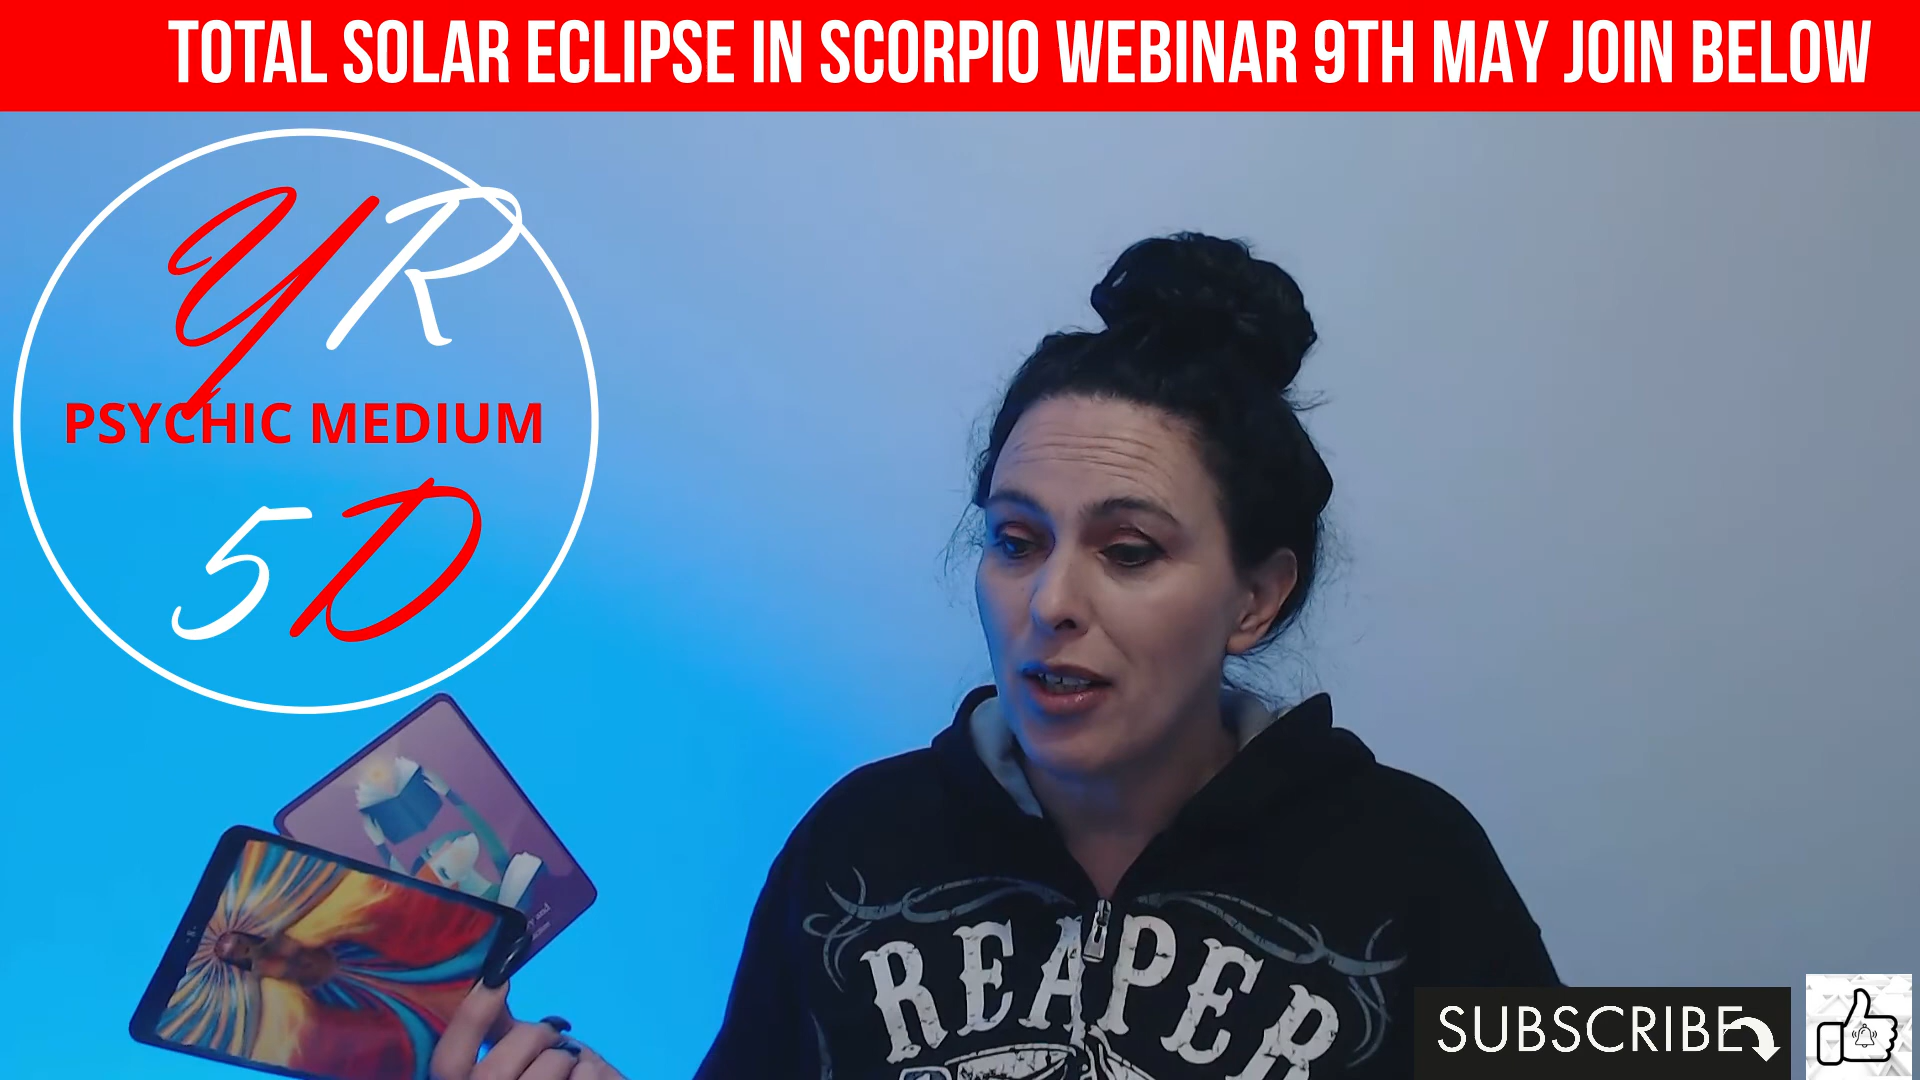 TOTAL SOLAR ECLIPSE IN SCORPIO WEBINAR 9TH MAY JOIN BELOW
YR
PSYCHIC MEDIUM
5D
REAPER
SUBSCRIBE